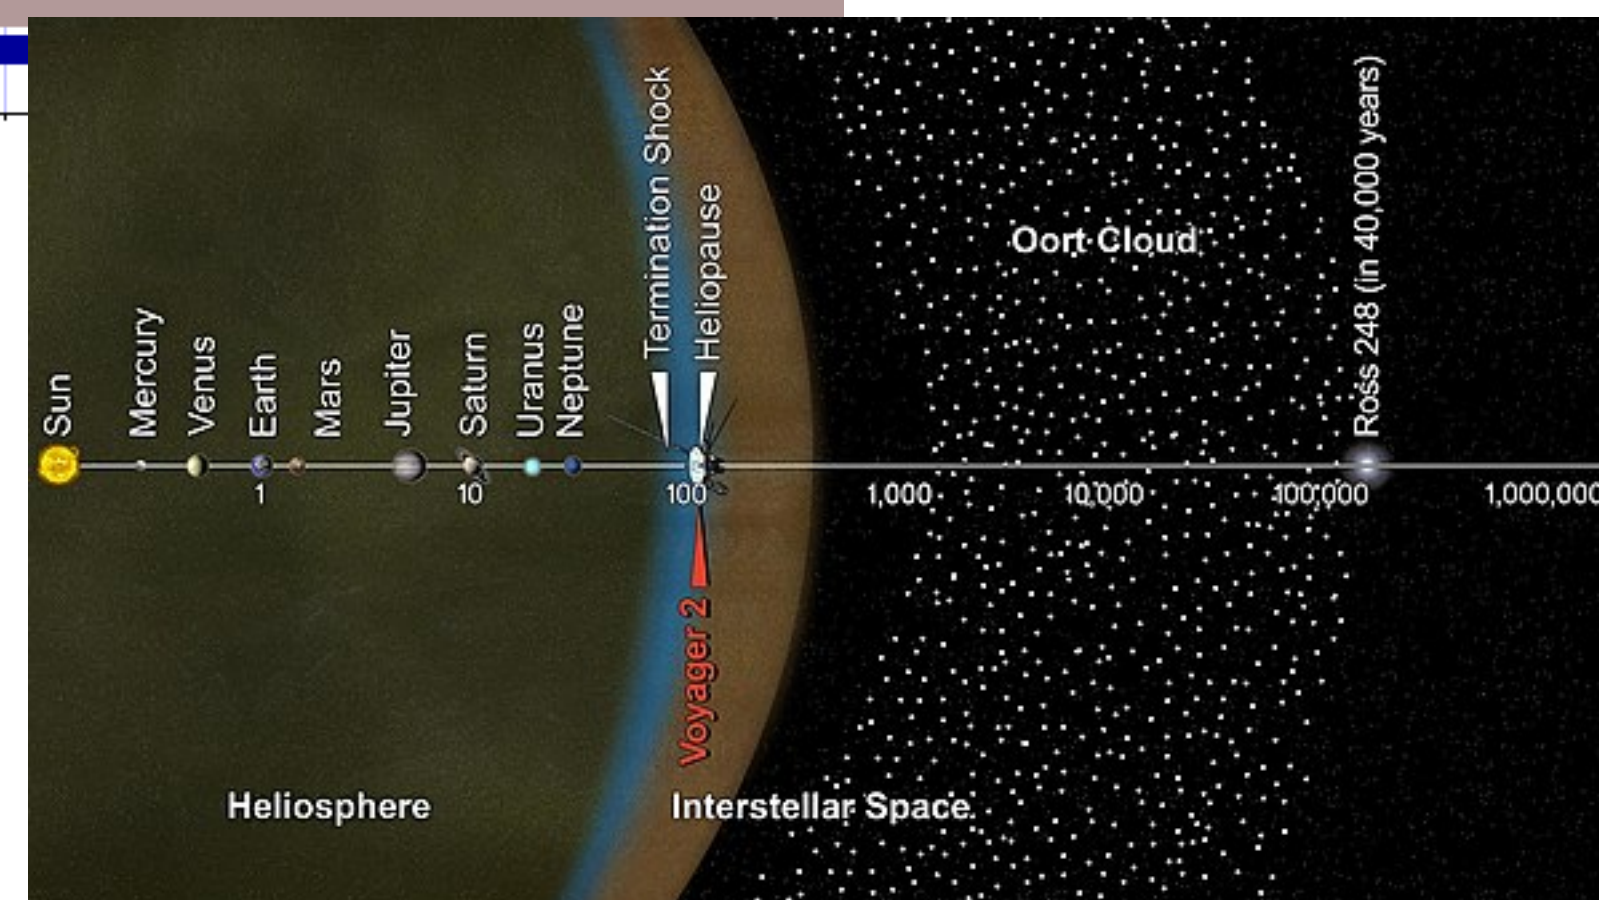 Sun
Mercury
Venus
Earth
Mars
Jupiter
Saturn
Uranus
Neptune
Termination Shock
Heliopause
Oort Cloud
Ross 248 (in 40,000 years)
1
10
100
1,000
10,000
100,000
1,000,000
Voyager 2
Heliosphere
Interstellar Space